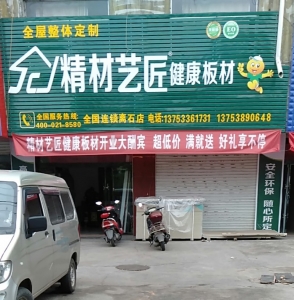 全屋整体定制
精材艺匠健康板材
全国服务热线:
400-021-8580
全国连锁离石店 电话:13753361731 13753890648
精材艺匠健康板材开业大酬宾 超低价 满就送 好礼享不停
安全环保 随心所定